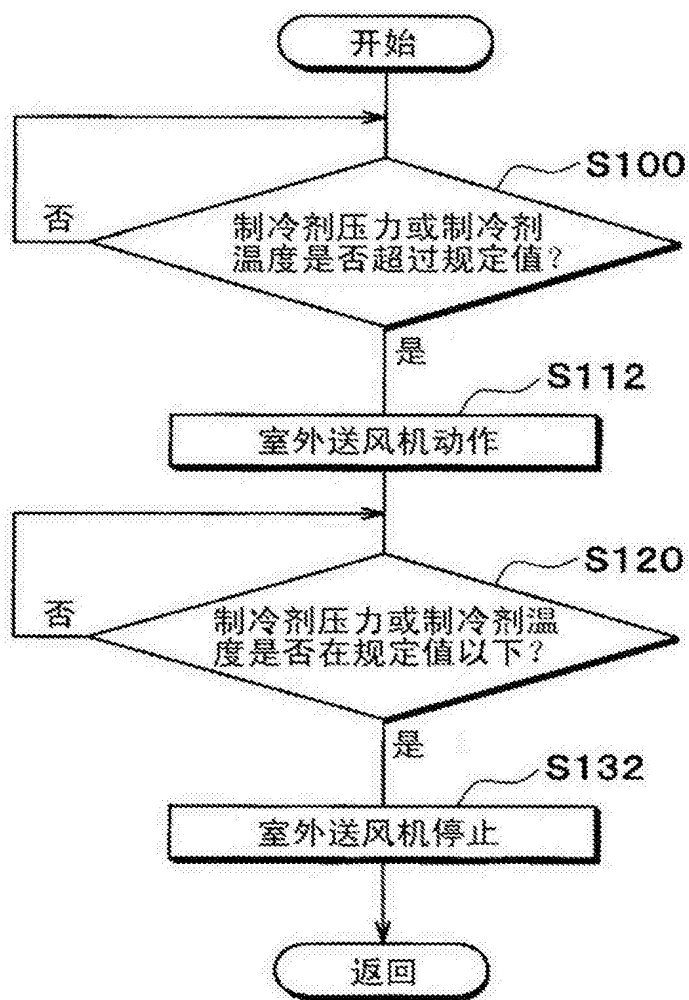 开始
S100
制冷剂压力或制冷剂
温度是否超过规定值?
否
是
S112
室外送风机动作
S120
制冷剂压力或制冷剂温
度是否在规定值以下?
否
是
S132
室外送风机停止
返回